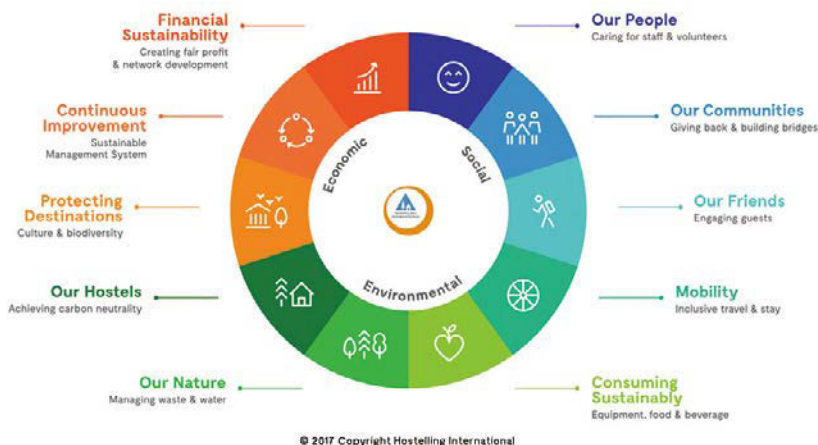 Financial
Sustainability
Creating fair profit
& network development
Our People
Caring for staff & volunteers
Continuous
Improvement
Sustainable
Management System
Our Communities
Giving back & building bridges
Protecting
Destinations
Culture & biodiversity
Our Friends
Engaging guests
Our Hostels
Achieving carbon neutrality
Mobility
Inclusive travel & stay
Our Nature
Managing waste & water
Consuming
Sustainably
Equipment, food & beverage
Economic
Social
Environmental
© 2017 Copyright Hostelling International